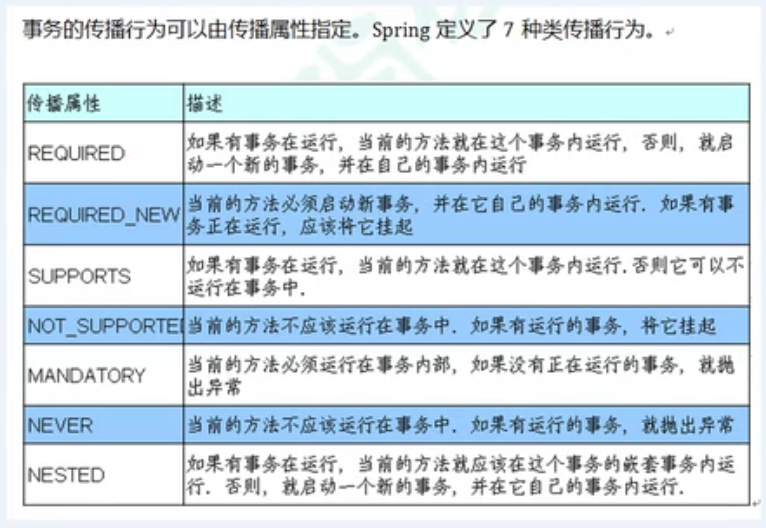 事务的传播行为可以由传播属性指定。Spring 定义了 7 种类传播行为。
传播属性 描述
REQUIRED
如果有事务在运行，当前的方法就在这个事务内运行，否则，就启
动一个新的事务，并在自己的事务内运行
REQUIRED_NEW
当前的方法必须启动新事务，并在它自己的事务内运行. 如果有事
务正在运行，应该将它挂起
SUPPORTS
如果有事务在运行，当前的方法就在这个事务内运行.否则它可以不
运行在事务中.
NOT_SUPPORTED 当前的方法不应该运行在事务中. 如果有运行的事务，将它挂起
MANDATORY
当前的方法必须运行在事务内部，如果没有正在运行的事务，就抛
出异常
NEVER 当前的方法不应该运行在事务中. 如果有运行的事务，就抛出异常
NESTED
如果有事务在运行，当前的方法就应该在这个事务的嵌套事务内运
行. 否则，就启动一个新的事务，并在它自己的事务内运行.